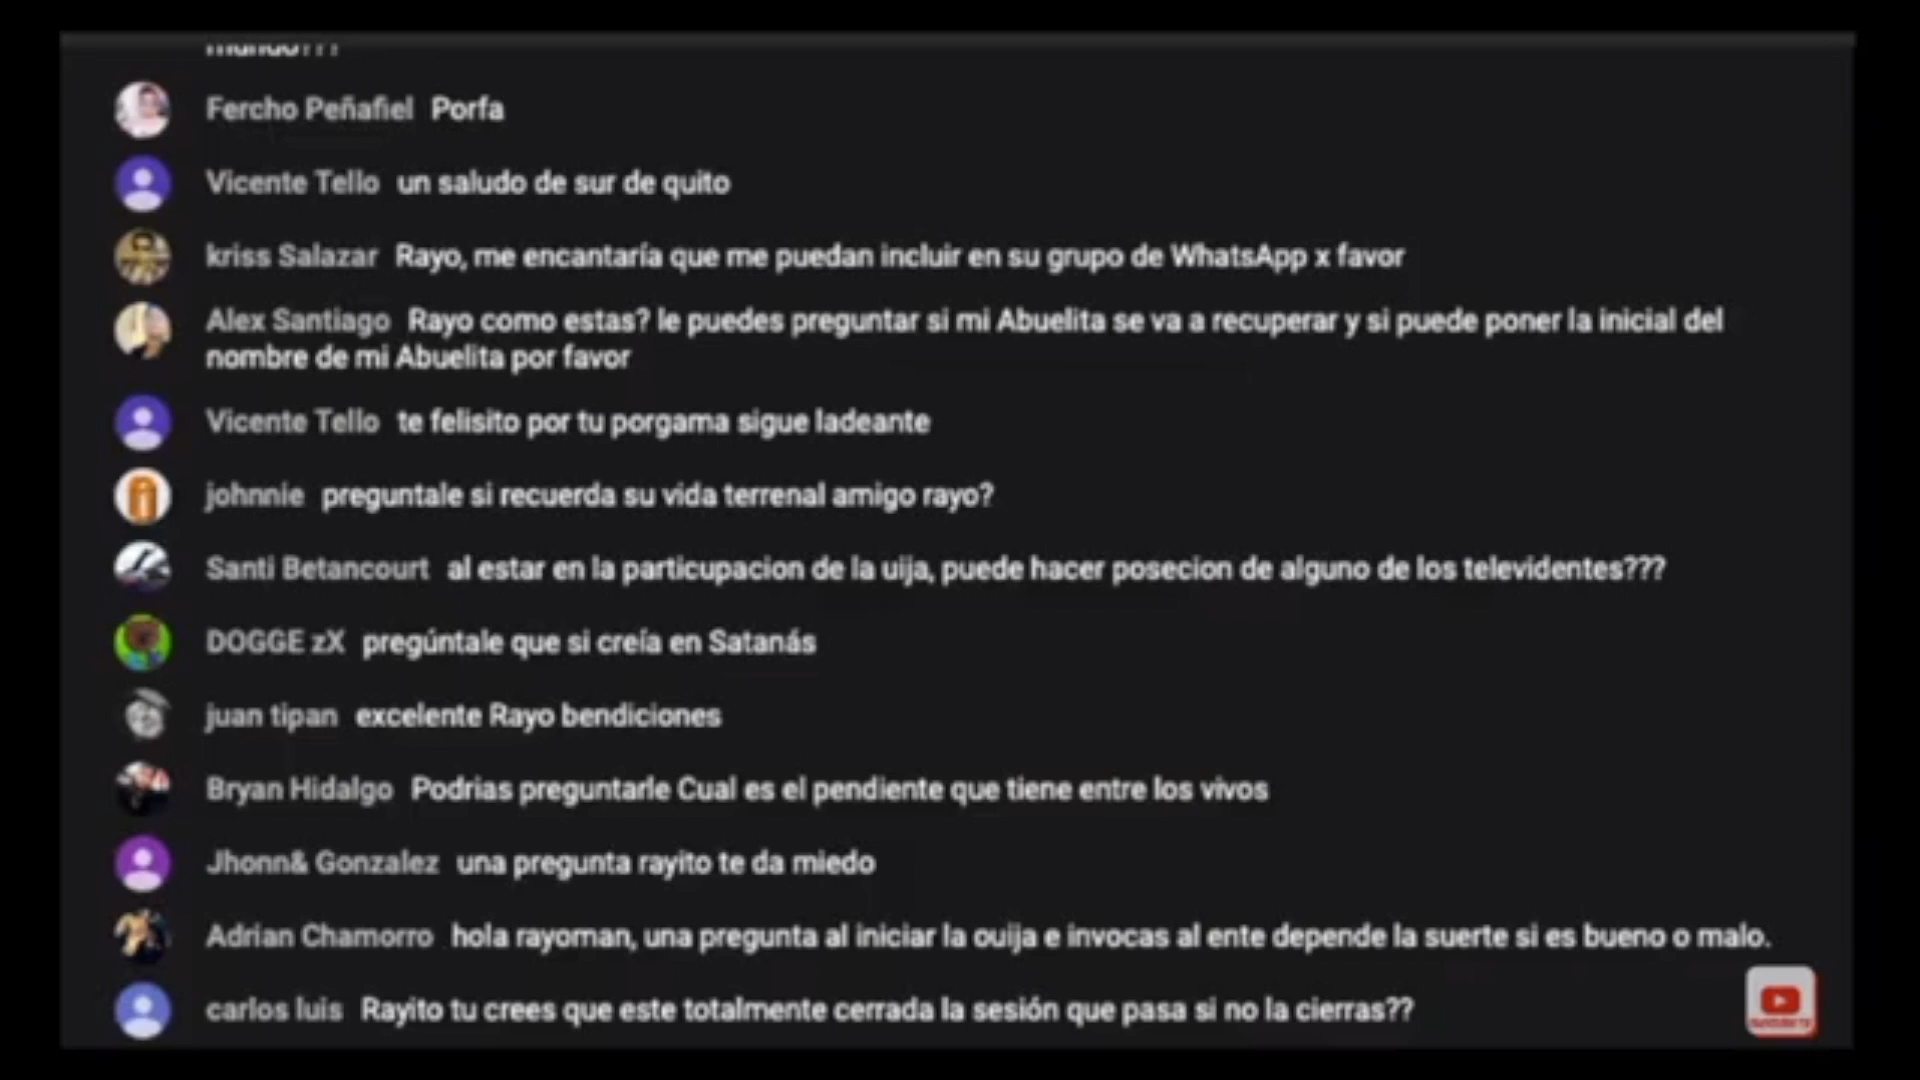 mundo???
Fercho Peñafiel Porfa
Vicente Tello un saludo de sur de quito
kriss Salazar Rayo, me encantaría que me puedan incluir en su grupo de WhatsApp x favor
Alex Santiago Rayo como estas? le puedes preguntar si mi Abuelita se va a recuperar y si puede poner la inicial del
nombre de mi Abuelita por favor
Vicente Tello te felisito por tu porgama sigue ladeante
johnnie preguntale si recuerda su vida terrenal amigo rayo?
Santi Betancourt al estar en la particupacion de la uija, puede hacer posecion de alguno de los televidentes???
DOGGE zX pregúntale que si creía en Satanás
juan tipan excelente Rayo bendiciones
Bryan Hidalgo Podrias preguntarle Cual es el pendiente que tiene entre los vivos
Jhonn& Gonzalez una pregunta rayito te da miedo
Adrian Chamorro hola rayoman, una pregunta al iniciar la ouija e invocas al ente depende la suerte si es bueno o malo.
carlos luis Rayito tu crees que este totalmente cerrada la sesión que pasa si no la cierras??